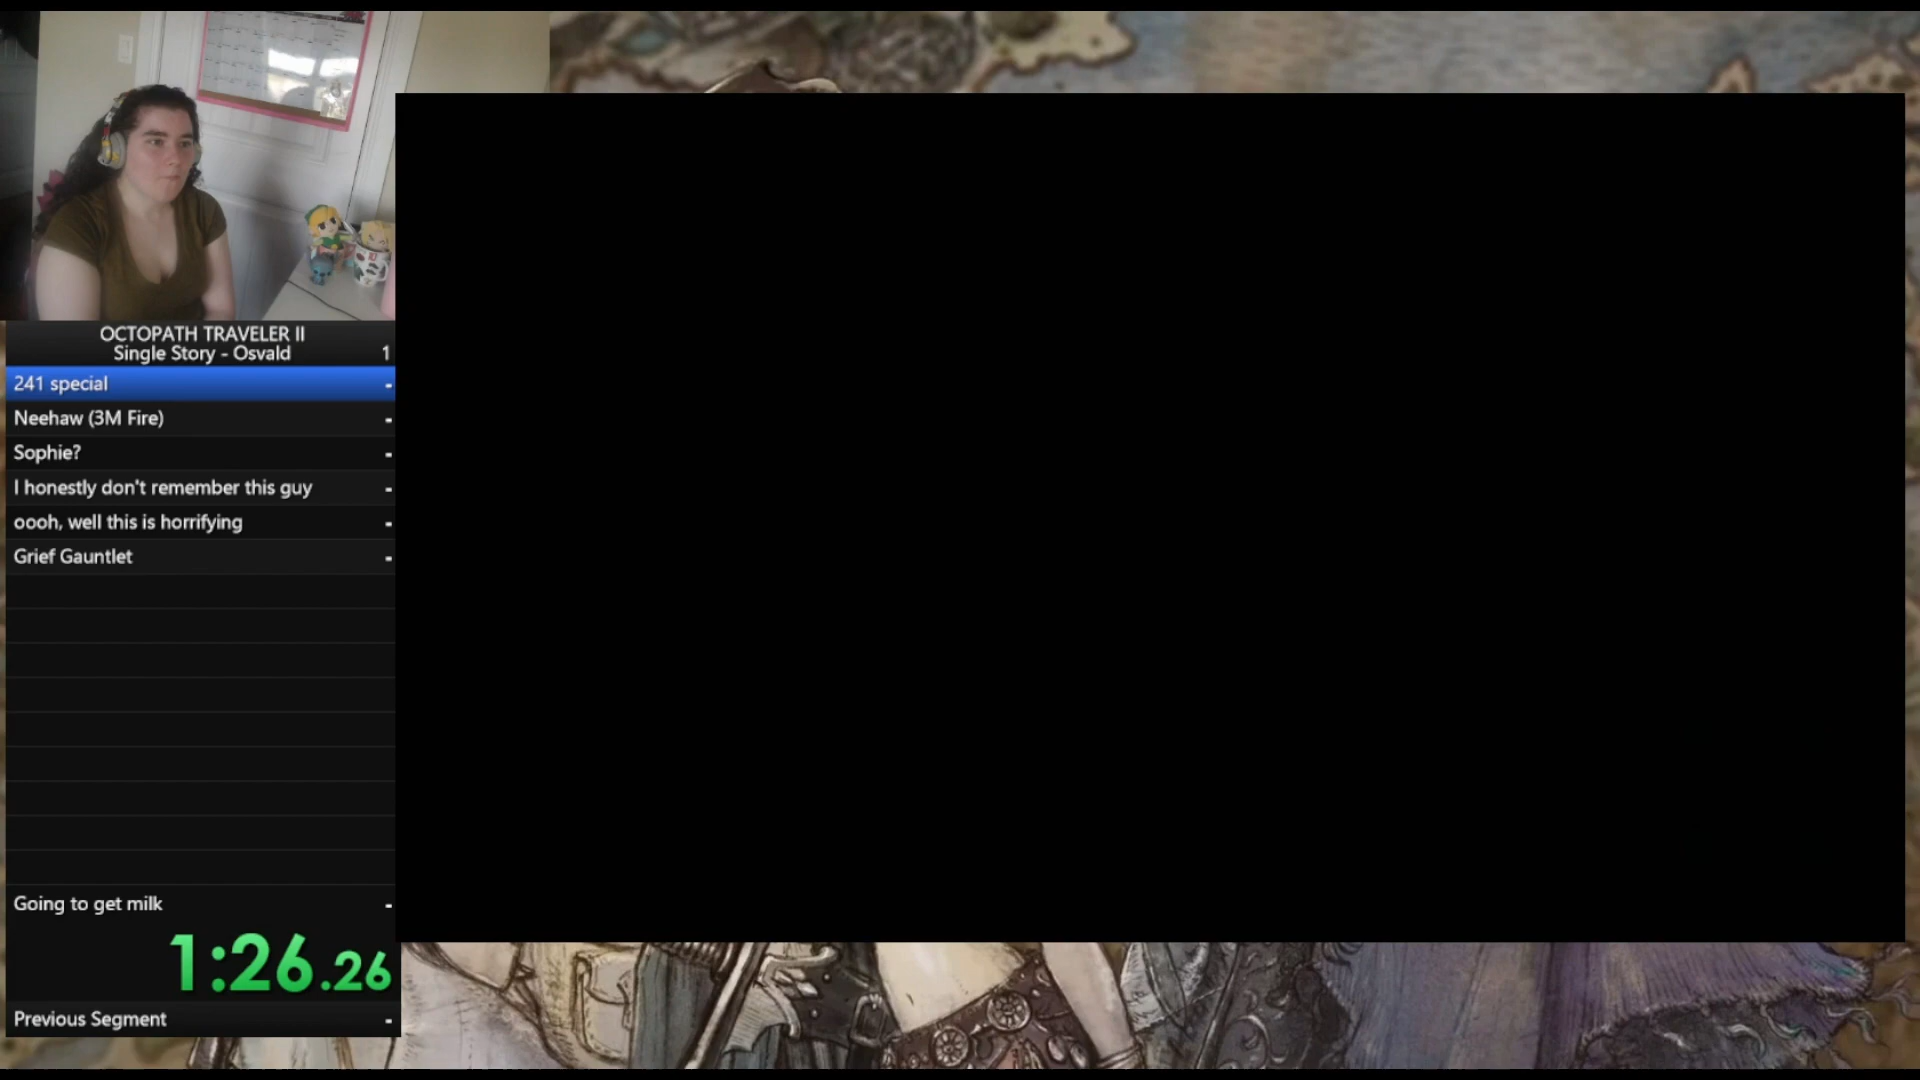 OCTOPATH TRAVELER II
Single Story - Osvald 1
241 special -
Neehaw (3M Fire) -
Sophie? -
I honestly don't remember this guy -
oooh, well this is horrifying -
Grief Gauntlet -
Going to get milk -
1:26.26
Previous Segment -